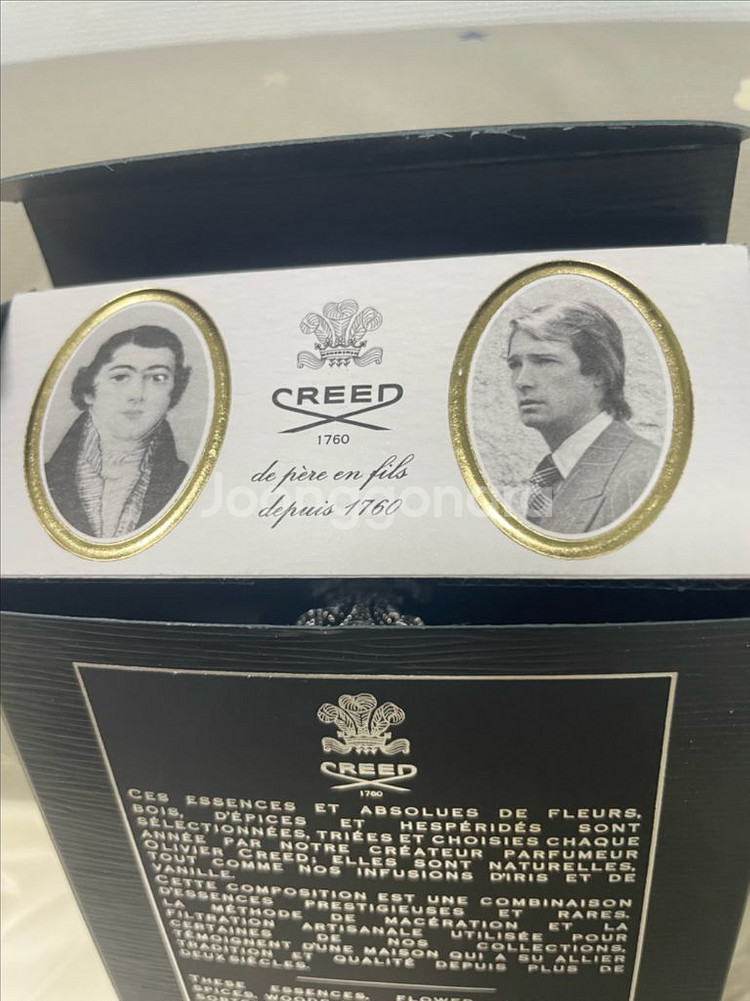 CREED
1760
de père en fils
depuis 1760
Joonggonara
CREED
1760
CES ESSENCES ET ABSOLUES DE FLEURS,
BOIS, D'ÉPICES ET HESPÉRIDÉS SONT
SÉLECTIONNÉES, TRIÉES ET CHOISIES CHAQUE
ANNÉE PAR NOTRE CRÉATEUR PARFUMEUR
OLIVIER CREED; ELLES SONT NATURELLES,
TOUT COMME NOS INFUSIONS D'IRIS ET DE
VANILLE.
CETTE COMPOSITION EST UNE COMBINAISON
D'ESSENCES PRESTIGIEUSES ET RARES.
LA MÉTHODE DE MACÉRATION ET LA
FILTRATION ARTISANALE UTILISÉE POUR
CERTAINES DE NOS COLLECTIONS,
TÉMOIGNENT D'UNE MAISON QUI A SU ALLIER
TRADITION ET QUALITÉ DEPUIS PLUS DE
DEUX SIÈCLES.
THESE ESSENCES, FLOWER
SPICES, WOODS